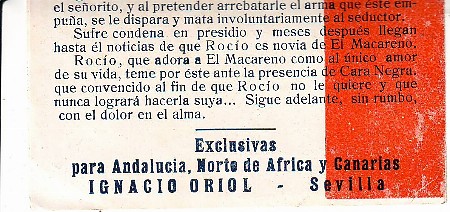 el señorito, y al pretender arrebatarle el arma que éste em-
puña, se le dispara y mata involuntariamente al seductor.
Sufre condena en presidio y meses después llegan
hasta él noticias de que Rocío es novia de El Macareno.
Rocío, que adora a El Macareno como al único amor
de su vida, teme por éste ante la presencia de Cara Negra,
que convencido al fin de que Rocío no le quiere y que
nunca logrará hacerla suya... Sigue adelante, sin rumbo,
con el dolor en el alma.
Exclusivas
para Andalucia, Norte de Africa y Canarias
IGNACIO ORIOL - Sevilla